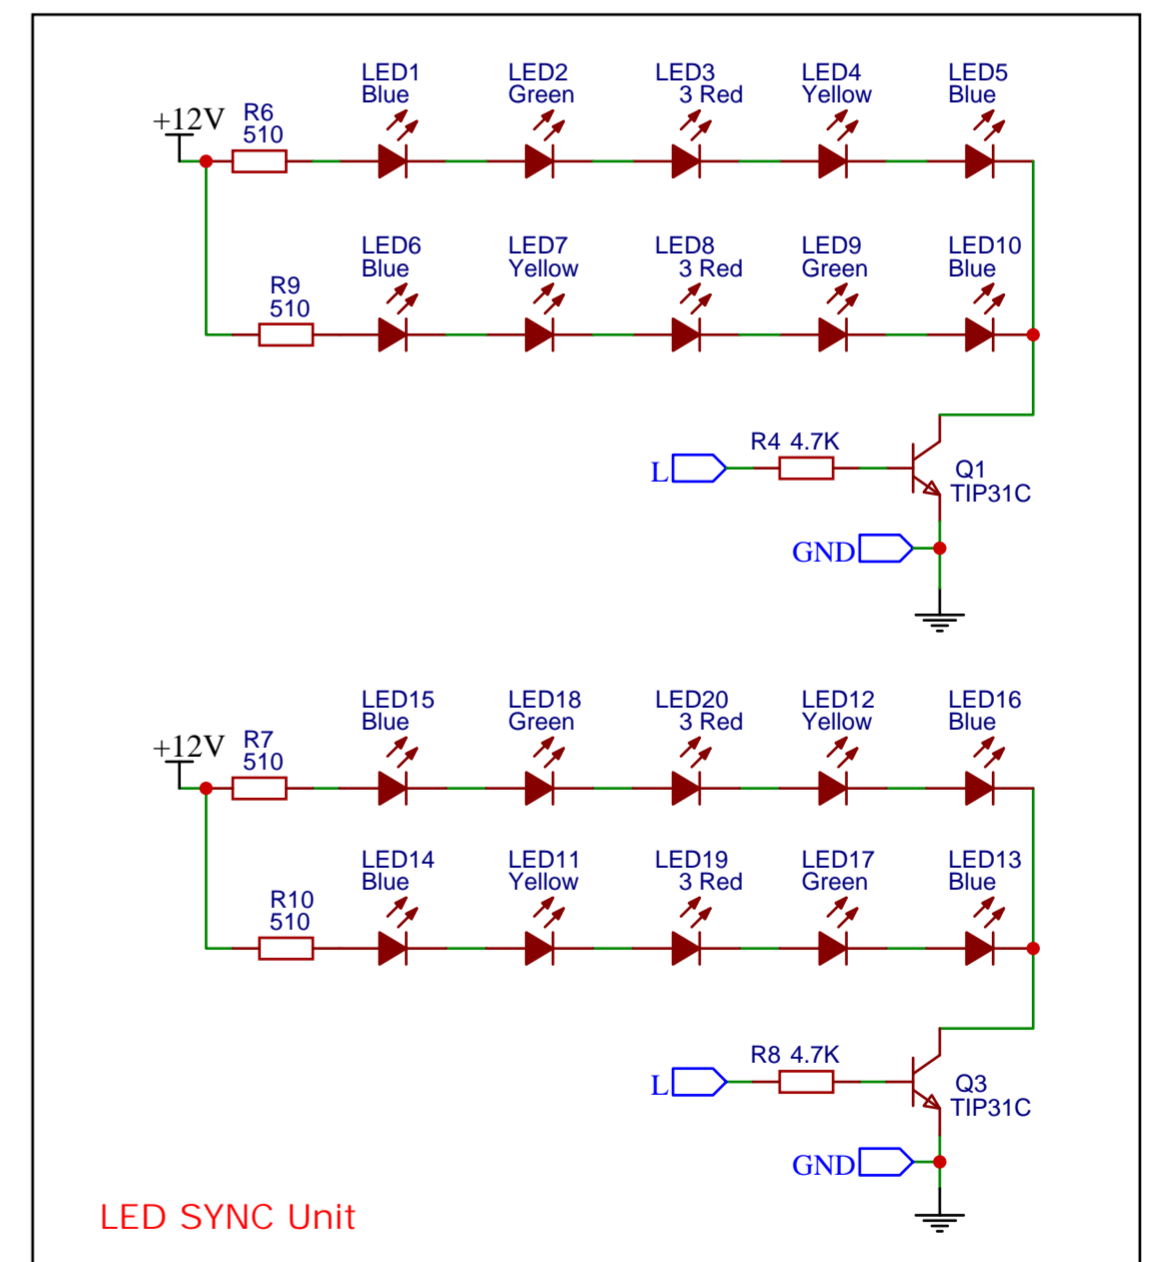 LED1 LED2 LED3 LED4 LED5
Blue Green 3 Red Yellow Blue
+12V R6
510
LED6 LED7 LED8 LED9 LED10
Blue Yellow 3 Red Green Blue
R9
510
R4 4.7K
L Q1
TIP31C
GND
LED15 LED18 LED20 LED12 LED16
Blue Green 3 Red Yellow Blue
+12V R7
510
LED14 LED11 LED19 LED17 LED13
Blue Yellow 3 Red Green Blue
R10
510
R8 4.7K
L Q3
TIP31C
GND
LED SYNC Unit